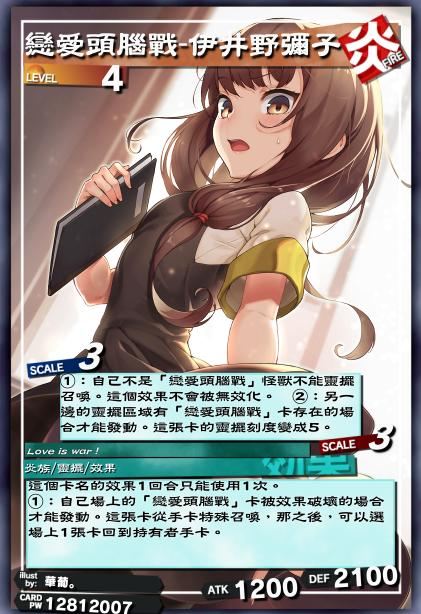 戀愛頭腦戰-伊井野彌子
炎
FIRE
LEVEL 4
SCALE 3
①：自己不是「戀愛頭腦戰」怪獸不能靈擺
召喚。這個效果不會被無效化。 ②：另一
邊的靈擺區域有「戀愛頭腦戰」卡存在的場
合才能發動。這張卡的靈擺刻度變成5。
SCALE 3
Love is war !
炎族/靈擺/效果
這個卡名的效果1回合只能使用1次。
①：自己場上的「戀愛頭腦戰」卡被效果破壞的場合
才能發動。這張卡從手卡特殊召喚，那之後，可以選
場上1張卡回到持有者手卡。
illust by: 華葡。
ATK 1200 DEF 2100
CARD PW 12812007